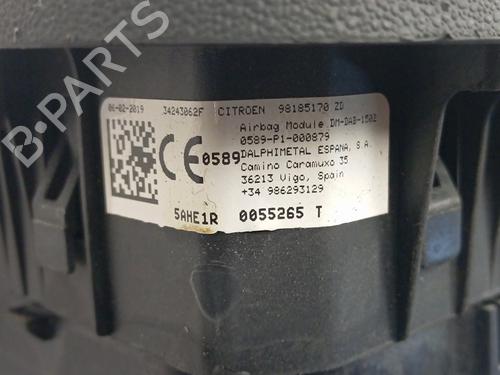 06-02-2019 34243062F CITROEN 98185170 ZD
Airbag Module DM-DAB-1502
0589-P1-000879
CE 0589 DALPHIMETAL ESPANA, S.A.
Camino Caramuxo 35
36213 Vigo, Spain
+34 986293129
5AHE1R 0055265 T
B-PARTS